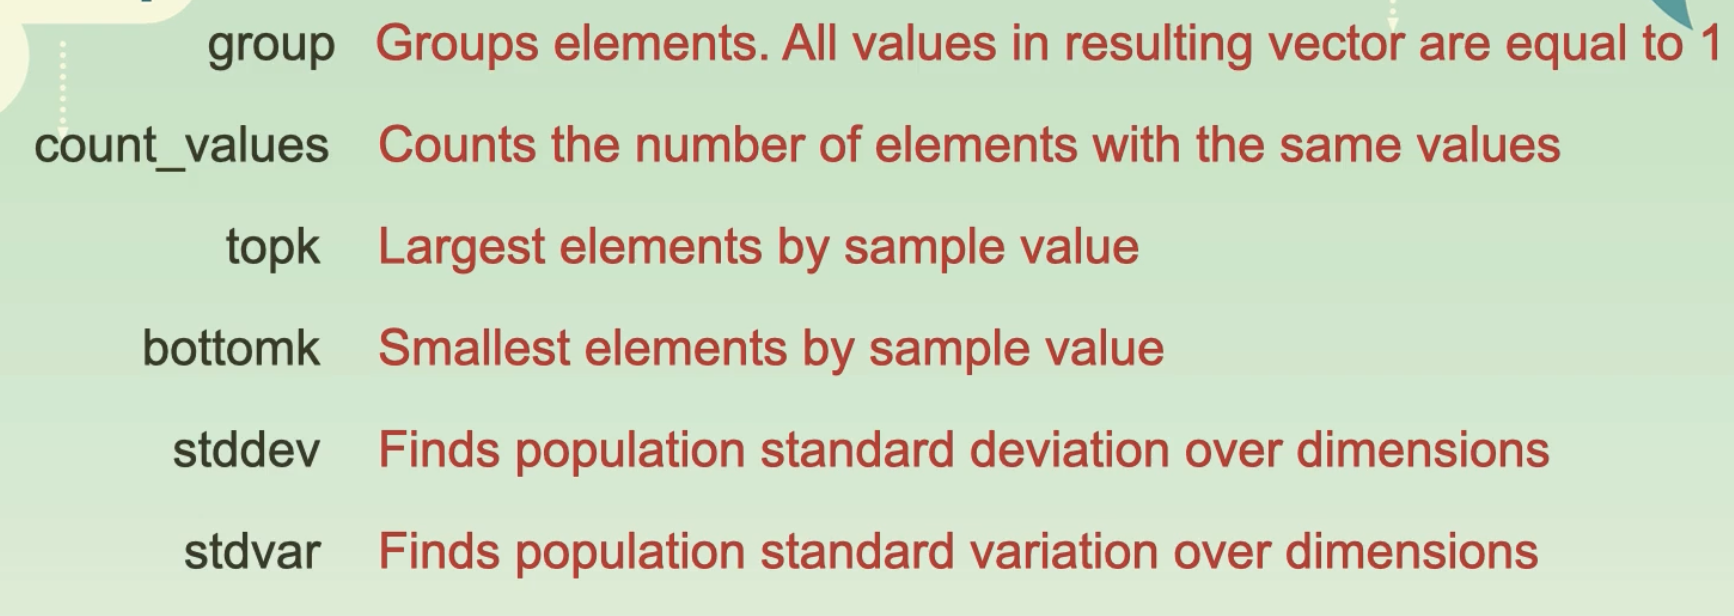 group Groups elements. All values in resulting vector are equal to 1
count_values Counts the number of elements with the same values
topk Largest elements by sample value
bottomk Smallest elements by sample value
stddev Finds population standard deviation over dimensions
stdvar Finds population standard variation over dimensions